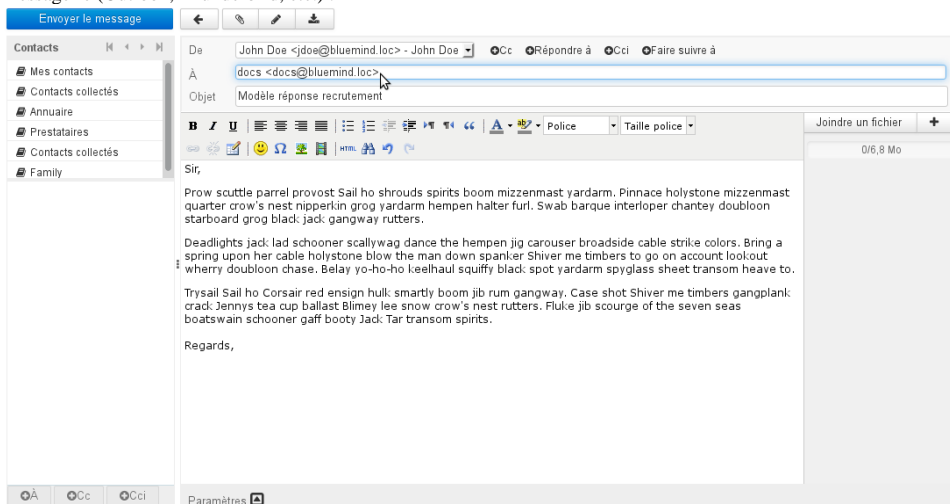 Envoyer le message
Contacts
Mes contacts
Contacts collectés
Annuaire
Prestataires
Contacts collectés
Family
De John Doe <jdoe@bluemind.loc> - John Doe Cc Répondre à Cci Faire suivre à
À docs <docs@bluemind.loc>
Objet Modèle réponse recrutement
B I U A ab Police Taille police
Ω HTML
Joindre un fichier +
0/6,8 Mo
Sir,
Prow scuttle parrel provost Sail ho shrouds spirits boom mizzenmast yardarm. Pinnace holystone mizzenmast
quarter crow's nest nipperkin grog yardarm hempen halter furl. Swab barque interloper chantey doubloon
starboard grog black jack gangway rutters.
Deadlights jack lad schooner scallywag dance the hempen jig carouser broadside cable strike colors. Bring a
spring upon her cable holystone blow the man down spanker Shiver me timbers to go on account lookout
wherry doubloon chase. Belay yo-ho-ho keelhaul squiffy black spot yardarm spyglass sheet transom heave to.
Trysail Sail ho Corsair red ensign hulk smartly boom jib rum gangway. Case shot Shiver me timbers gangplank
crack Jennys tea cup ballast Blimey lee snow crow's nest rutters. Fluke jib scourge of the seven seas
boatswain schooner gaff booty Jack Tar transom spirits.
Regards,
À Cc Cci
Paramètres